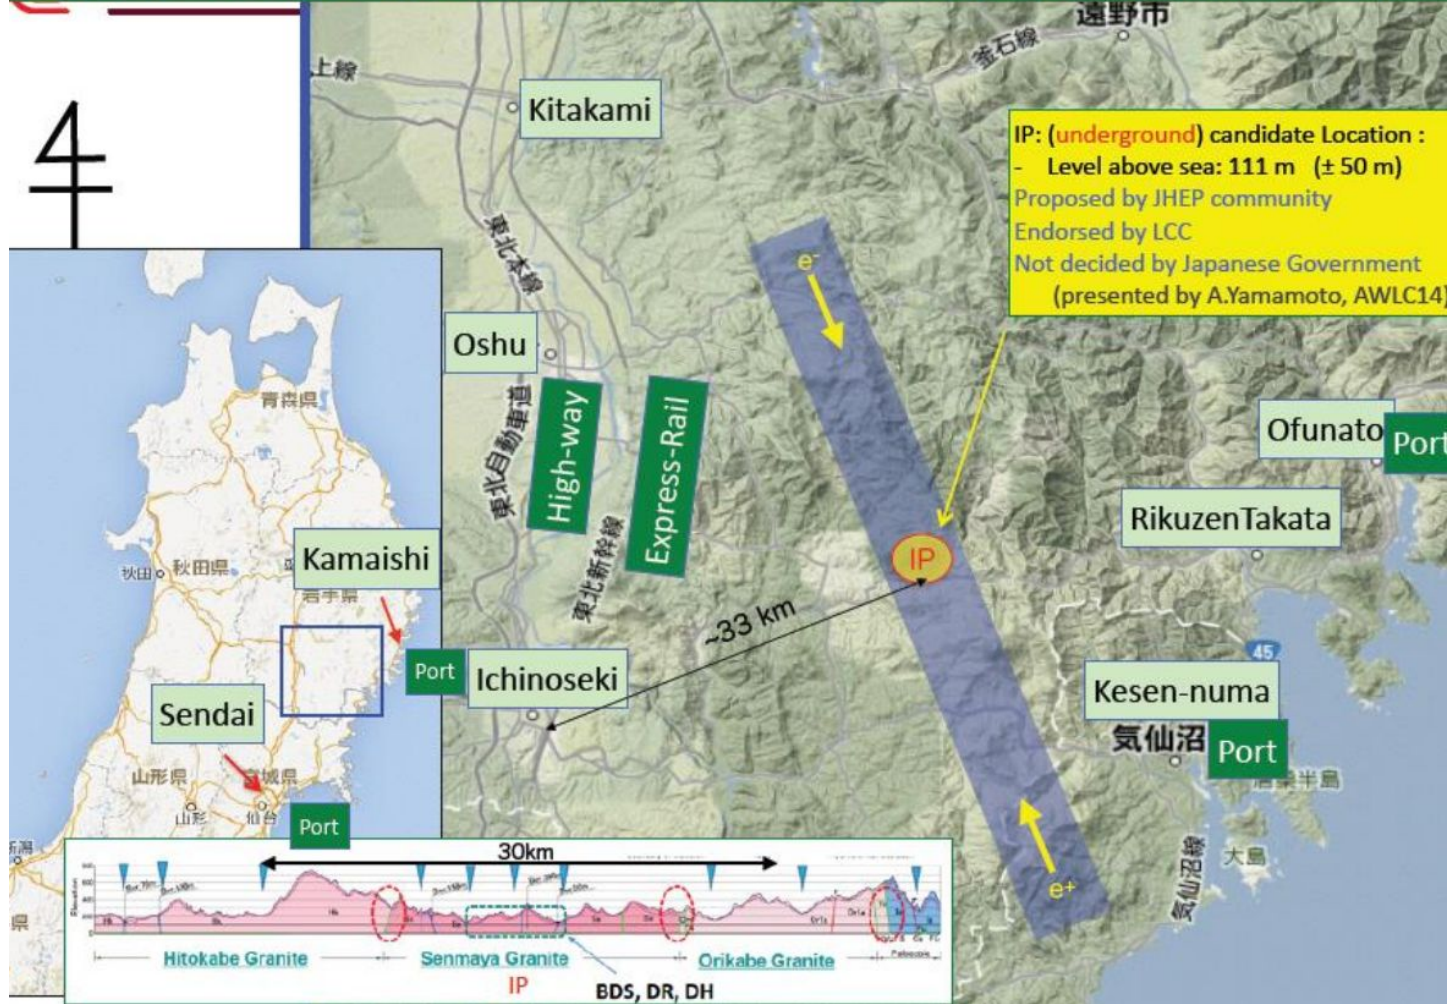 遠野市
釜石線
上線
Kitakami
IP: (underground) candidate Location :
- Level above sea: 111 m (± 50 m)
Proposed by JHEP community
Endorsed by LCC
Not decided by Japanese Government
(presented by A.Yamamoto, AWLC14)
東北本線
e-
Oshu
High-way
東北自動車道
Express-Rail
東北新幹線
Ofunato
Port
RikuzenTakata
IP
~33 km
45
Ichinoseki
Kesen-numa
気仙沼
Port
大島
気仙沼線
e+
青森県
秋田
秋田県
Kamaishi
岩手県
Port
Sendai
山形県
宮城県
山形
仙台
Port
30km
Elevation
Hitokabe Granite
Senmaya Granite
Orikabe Granite
IP
BDS, DR, DH